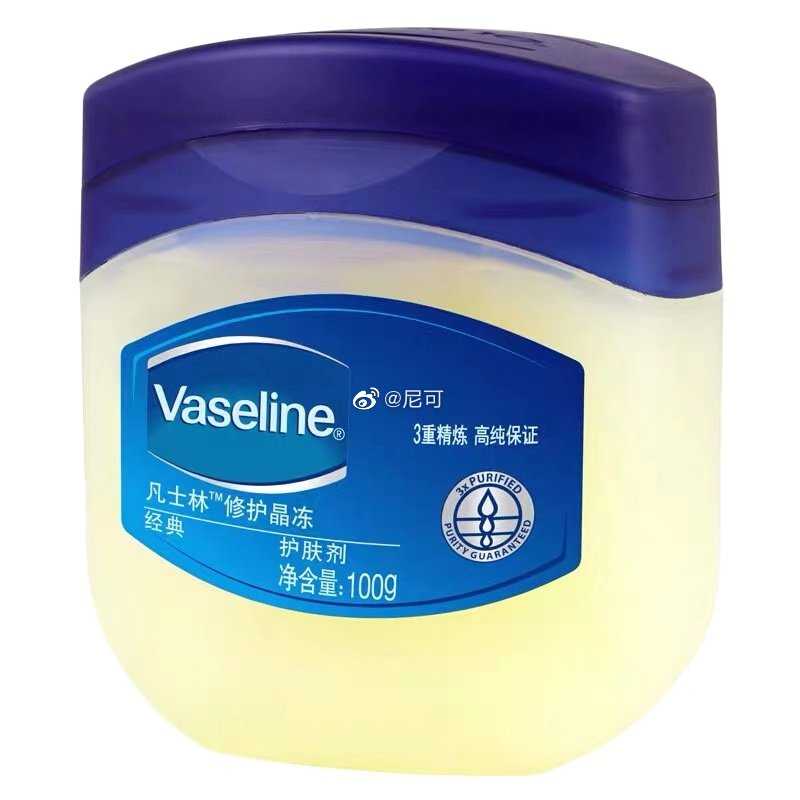 Vaseline®
@尼可
3重精炼 高纯保证
3x PURIFIED
PURITY GUARANTEED
凡士林™修护晶冻
经典
护肤剂
净含量:100g